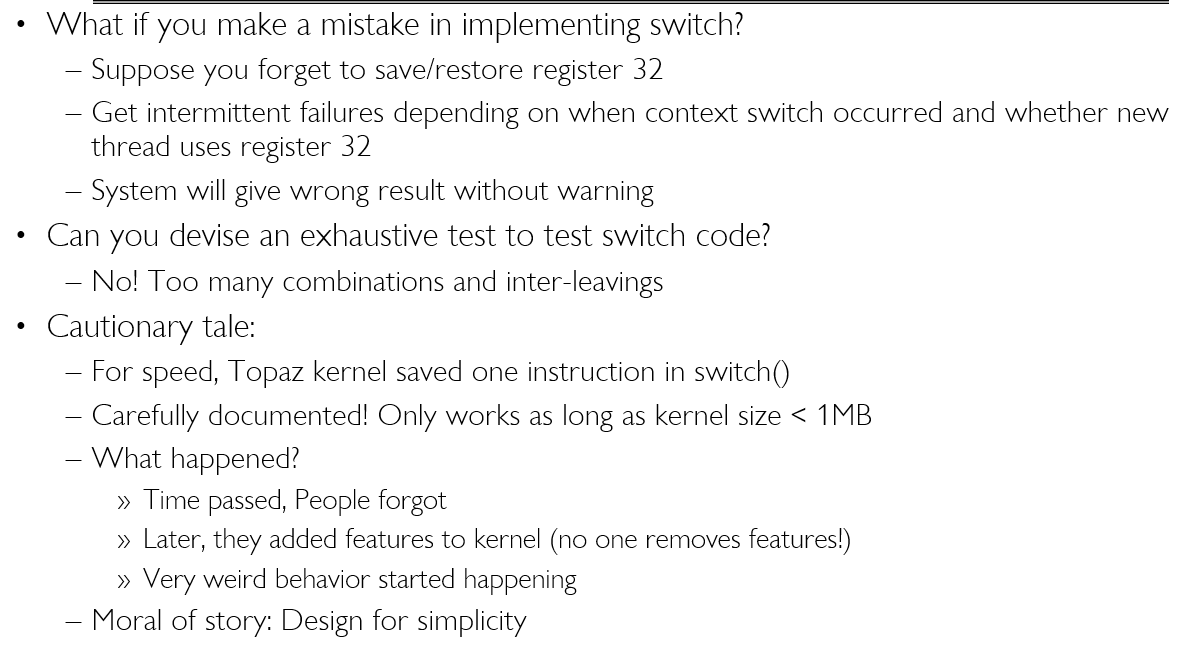 • What if you make a mistake in implementing switch?
– Suppose you forget to save/restore register 32
– Get intermittent failures depending on when context switch occurred and whether new
thread uses register 32
– System will give wrong result without warning
• Can you devise an exhaustive test to test switch code?
– No! Too many combinations and inter-leavings
• Cautionary tale:
– For speed, Topaz kernel saved one instruction in switch()
– Carefully documented! Only works as long as kernel size < 1MB
– What happened?
» Time passed, People forgot
» Later, they added features to kernel (no one removes features!)
» Very weird behavior started happening
– Moral of story: Design for simplicity